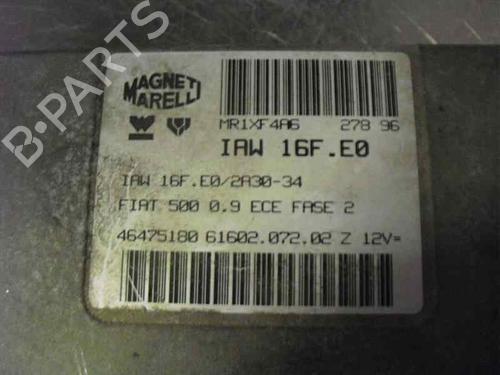 MAGNETI
MARELLI
MR1XF4A6 278 96
IAW 16F.E0
IAW 16F.E0/2A30-34
FIAT 500 0.9 ECE FASE 2
46475180 61602.072.02 Z 12V=
B-PARTS